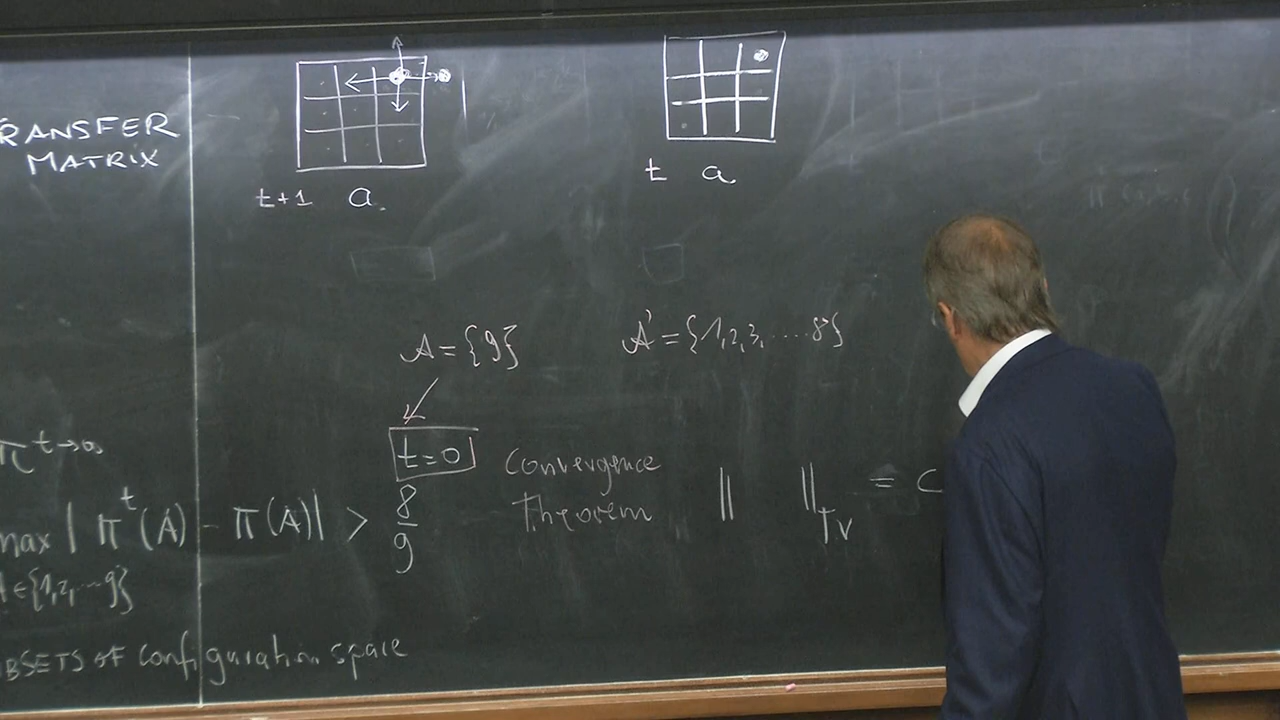 RANSFER
MATRIX
t+1 a
t a
A = {9}
A' = {1,2,3,....8}
t=0
Convergence
Theorem
|| ||TV = C
π t→∞
max | π^t(A) - π(A)| > 8/9
A∈{1,2,...9}
BSETS OF configuration space